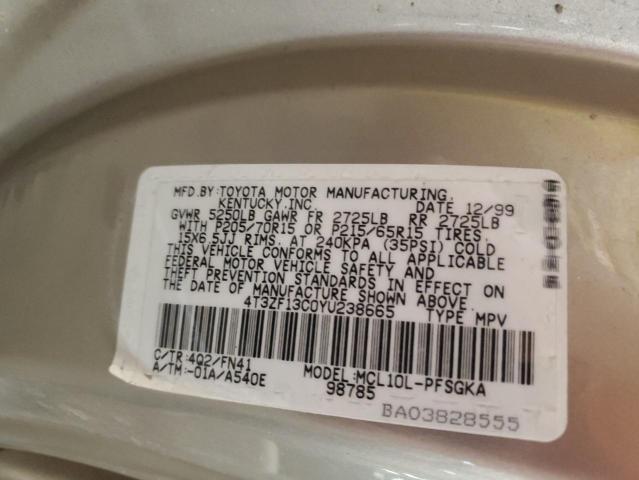 MFD.BY:TOYOTA MOTOR MANUFACTURING,
KENTUCKY,INC. DATE 12/99
GVWR 5250LB GAWR FR 2725LB RR 2725LB
WITH P205/70R15 OR P215/65R15 TIRES,
15X6.5JJ RIMS, AT 240KPA (35PSI) COLD
THIS VEHICLE CONFORMS TO ALL APPLICABLE
FEDERAL MOTOR VEHICLE SAFETY AND
THEFT PREVENTION STANDARDS IN EFFECT ON
THE DATE OF MANUFACTURE SHOWN ABOVE.
4T3ZF13C0YU238665 TYPE MPV
C/TR:4Q2/FN41 MODEL:MCL10L-PFSGKA
A/TM:-01A/A540E 98785
BA03828555